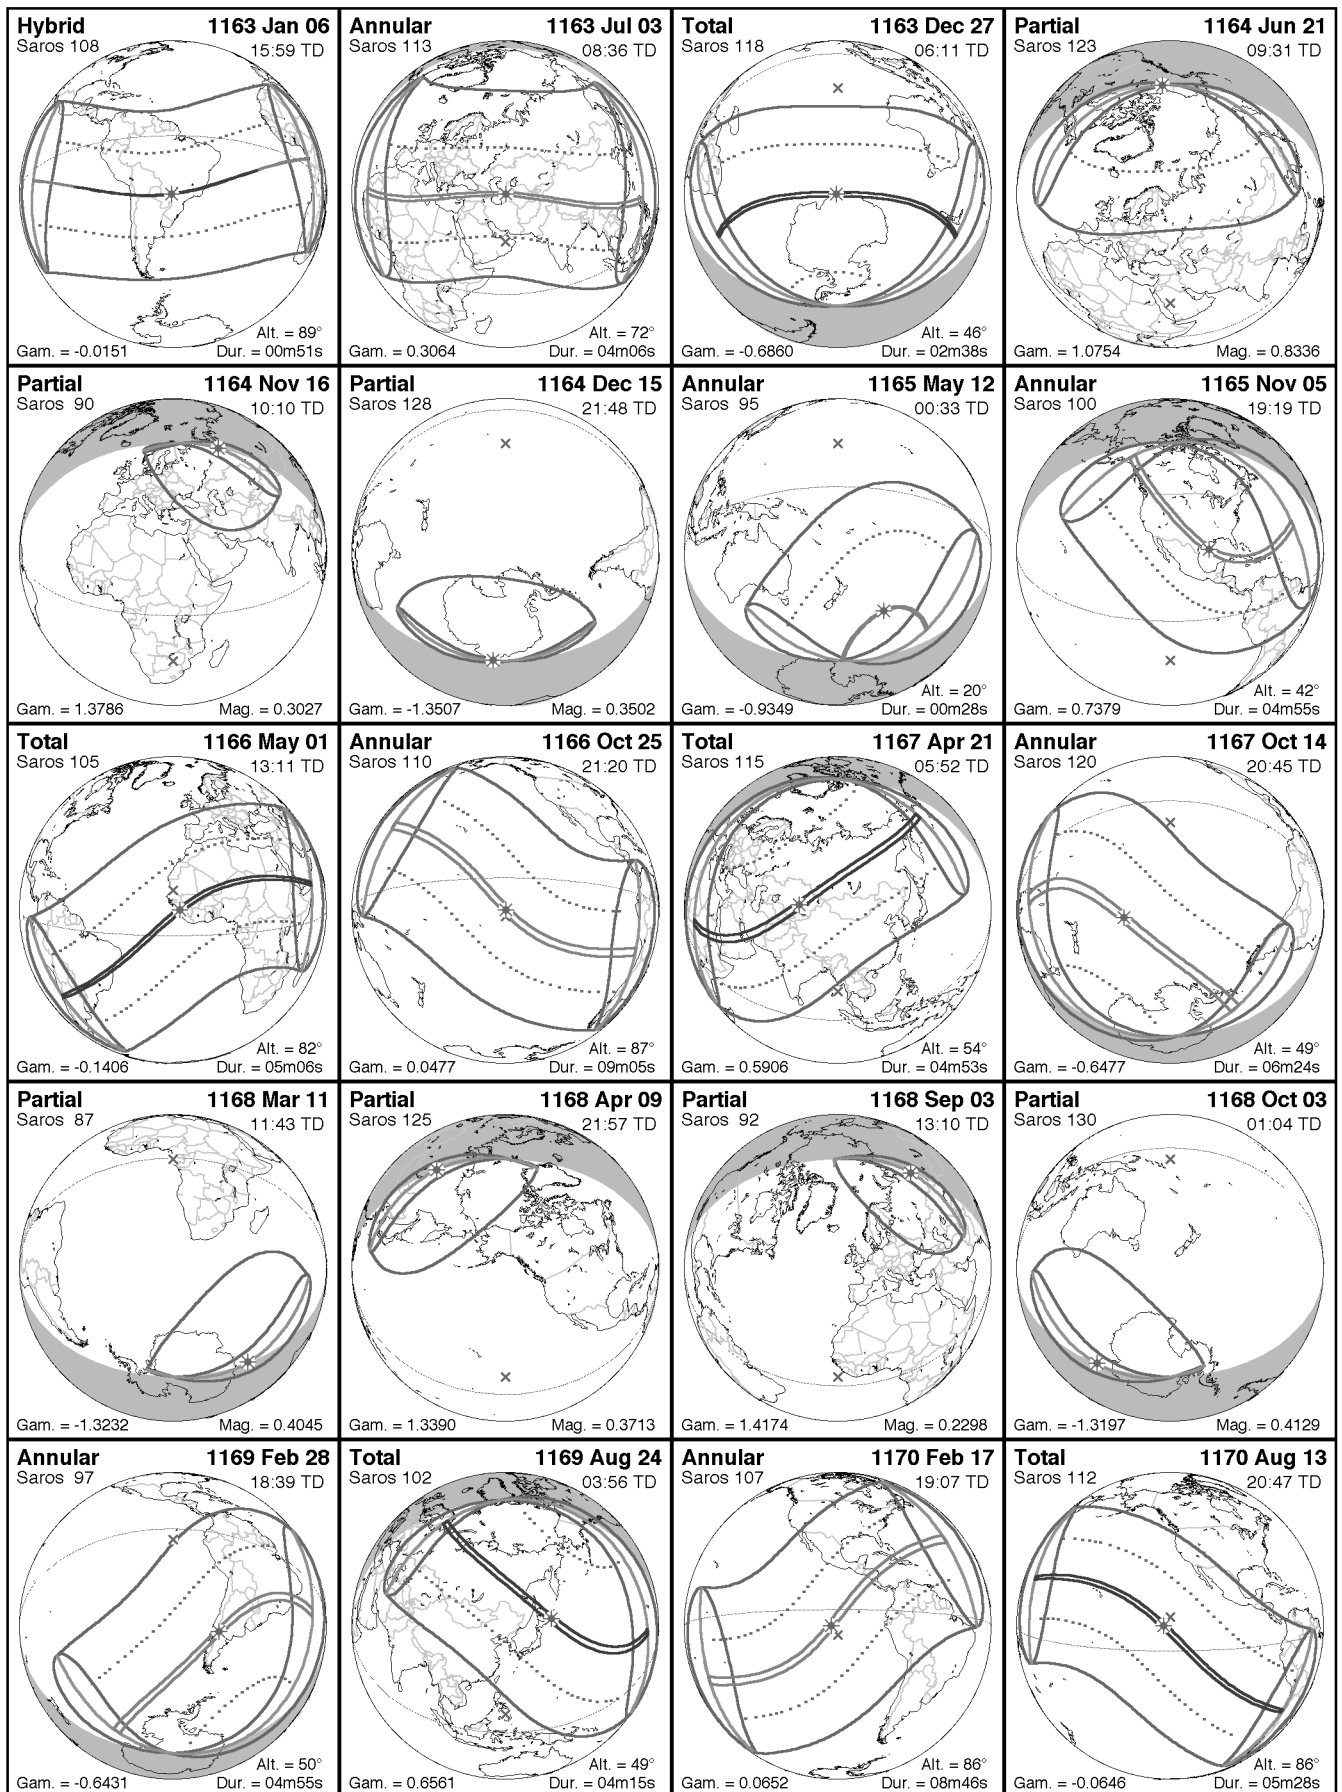 Hybrid 1163 Jan 06
Saros 108 15:59 TD
Alt. = 89°
Gam. = -0.0151 Dur. = 00m51s
Annular 1163 Jul 03
Saros 113 08:36 TD
Alt. = 72°
Gam. = 0.3064 Dur. = 04m06s
Total 1163 Dec 27
Saros 118 06:11 TD
Alt. = 46°
Gam. = -0.6860 Dur. = 02m38s
Partial 1164 Jun 21
Saros 123 09:31 TD
Gam. = 1.0754 Mag. = 0.8336
Partial 1164 Nov 16
Saros 90 10:10 TD
Gam. = 1.3786 Mag. = 0.3027
Partial 1164 Dec 15
Saros 128 21:48 TD
Gam. = -1.3507 Mag. = 0.3502
Annular 1165 May 12
Saros 95 00:33 TD
Alt. = 20°
Gam. = -0.9349 Dur. = 00m28s
Annular 1165 Nov 05
Saros 100 19:19 TD
Alt. = 42°
Gam. = 0.7379 Dur. = 04m55s
Total 1166 May 01
Saros 105 13:11 TD
Alt. = 82°
Gam. = -0.1406 Dur. = 05m06s
Annular 1166 Oct 25
Saros 110 21:20 TD
Alt. = 87°
Gam. = 0.0477 Dur. = 09m05s
Total 1167 Apr 21
Saros 115 05:52 TD
Alt. = 54°
Gam. = 0.5906 Dur. = 04m53s
Annular 1167 Oct 14
Saros 120 20:45 TD
Alt. = 49°
Gam. = -0.6477 Dur. = 06m24s
Partial 1168 Mar 11
Saros 87 11:43 TD
Gam. = -1.3232 Mag. = 0.4045
Partial 1168 Apr 09
Saros 125 21:57 TD
Gam. = 1.3390 Mag. = 0.3713
Partial 1168 Sep 03
Saros 92 13:10 TD
Gam. = 1.4174 Mag. = 0.2298
Partial 1168 Oct 03
Saros 130 01:04 TD
Gam. = -1.3197 Mag. = 0.4129
Annular 1169 Feb 28
Saros 97 18:39 TD
Alt. = 50°
Gam. = -0.6431 Dur. = 04m55s
Total 1169 Aug 24
Saros 102 03:56 TD
Alt. = 49°
Gam. = 0.6561 Dur. = 04m15s
Annular 1170 Feb 17
Saros 107 19:07 TD
Alt. = 86°
Gam. = 0.0652 Dur. = 08m46s
Total 1170 Aug 13
Saros 112 20:47 TD
Alt. = 86°
Gam. = -0.0646 Dur. = 05m28s